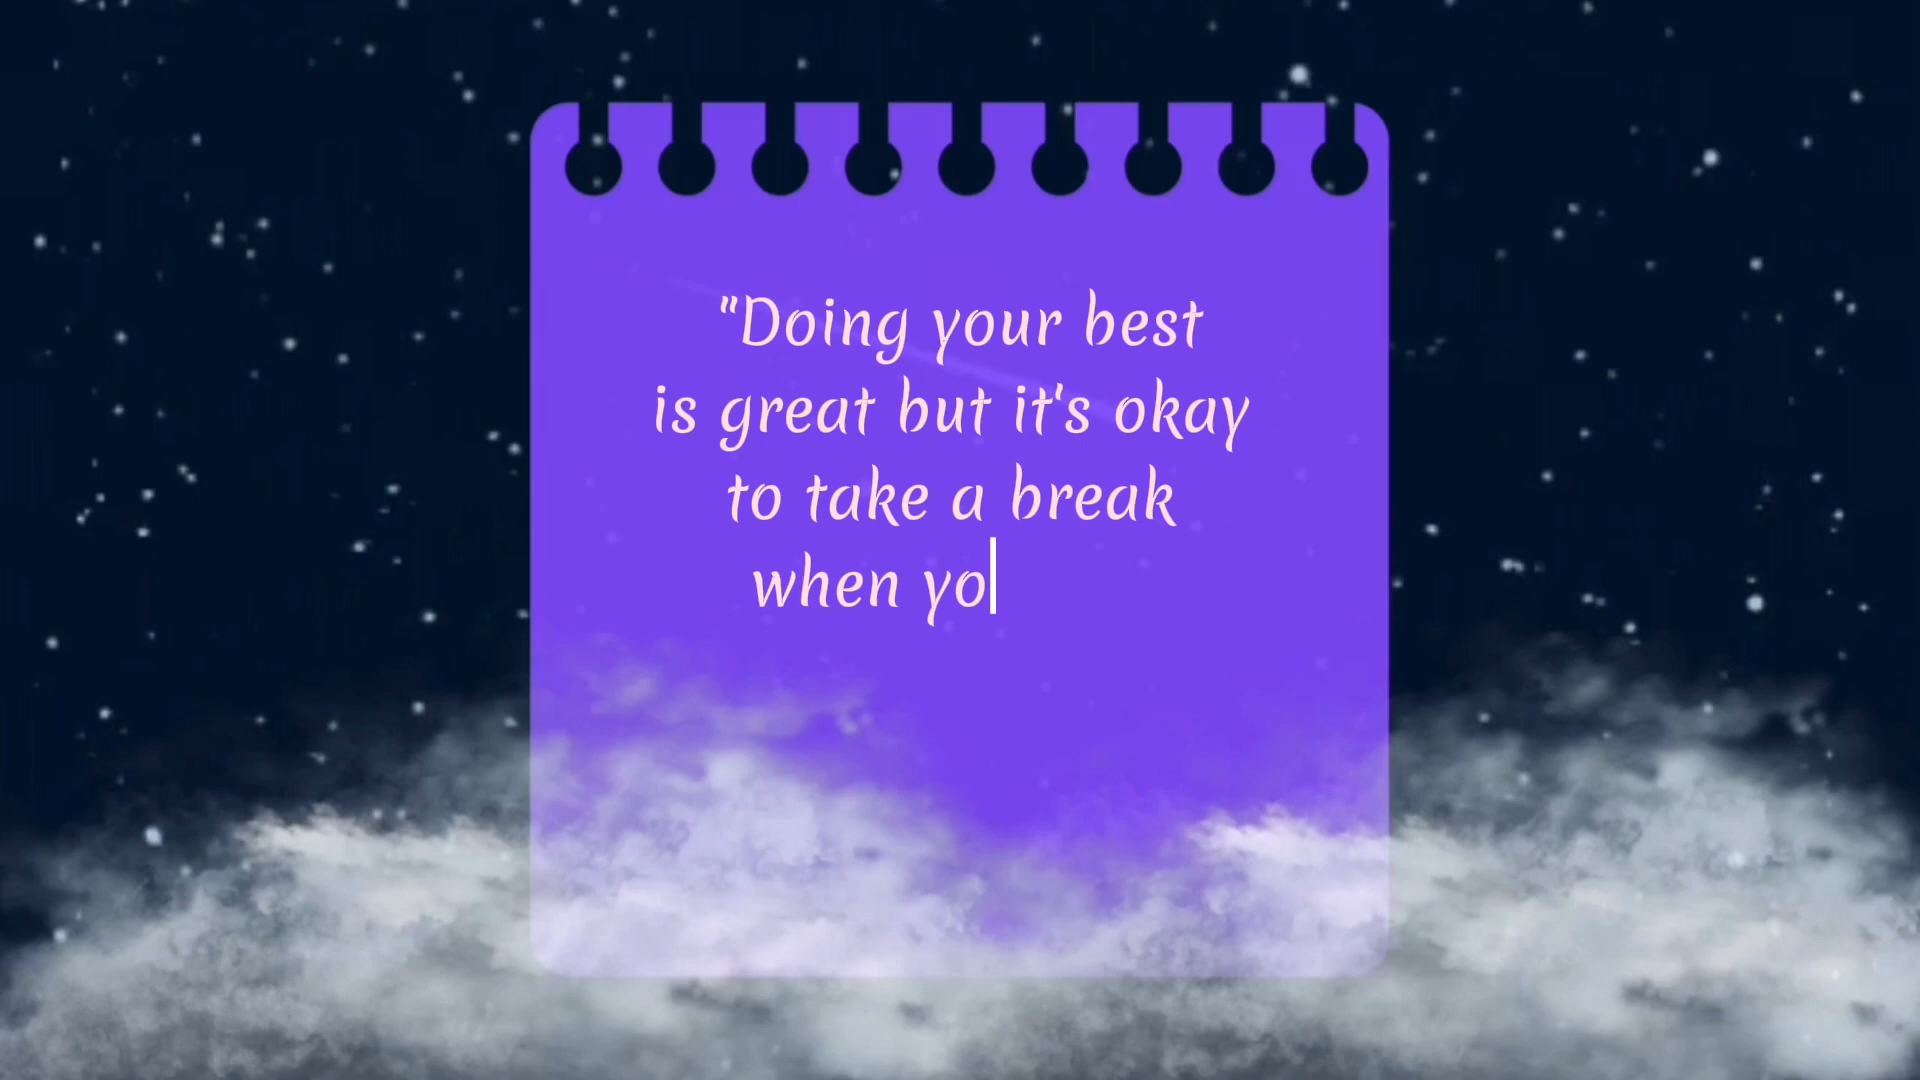 "Doing your best
is great but it's okay
to take a break
when yo